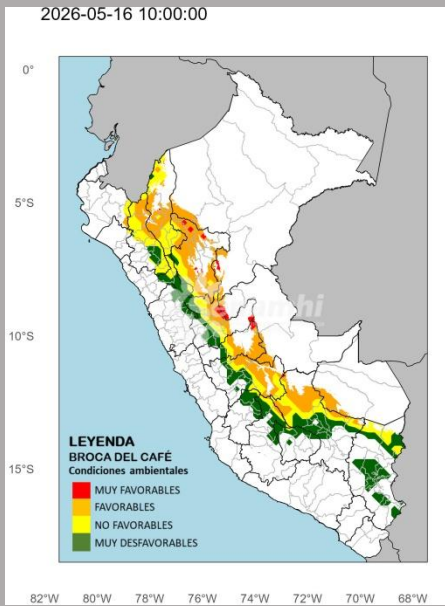 2026-05-16 10:00:00
0°
5°S
10°S
15°S
senamhi
LEYENDA
BROCA DEL CAFÉ
Condiciones ambientales
MUY FAVORABLES
FAVORABLES
NO FAVORABLES
MUY DESFAVORABLES
82°W 80°W 78°W 76°W 74°W 72°W 70°W 68°W